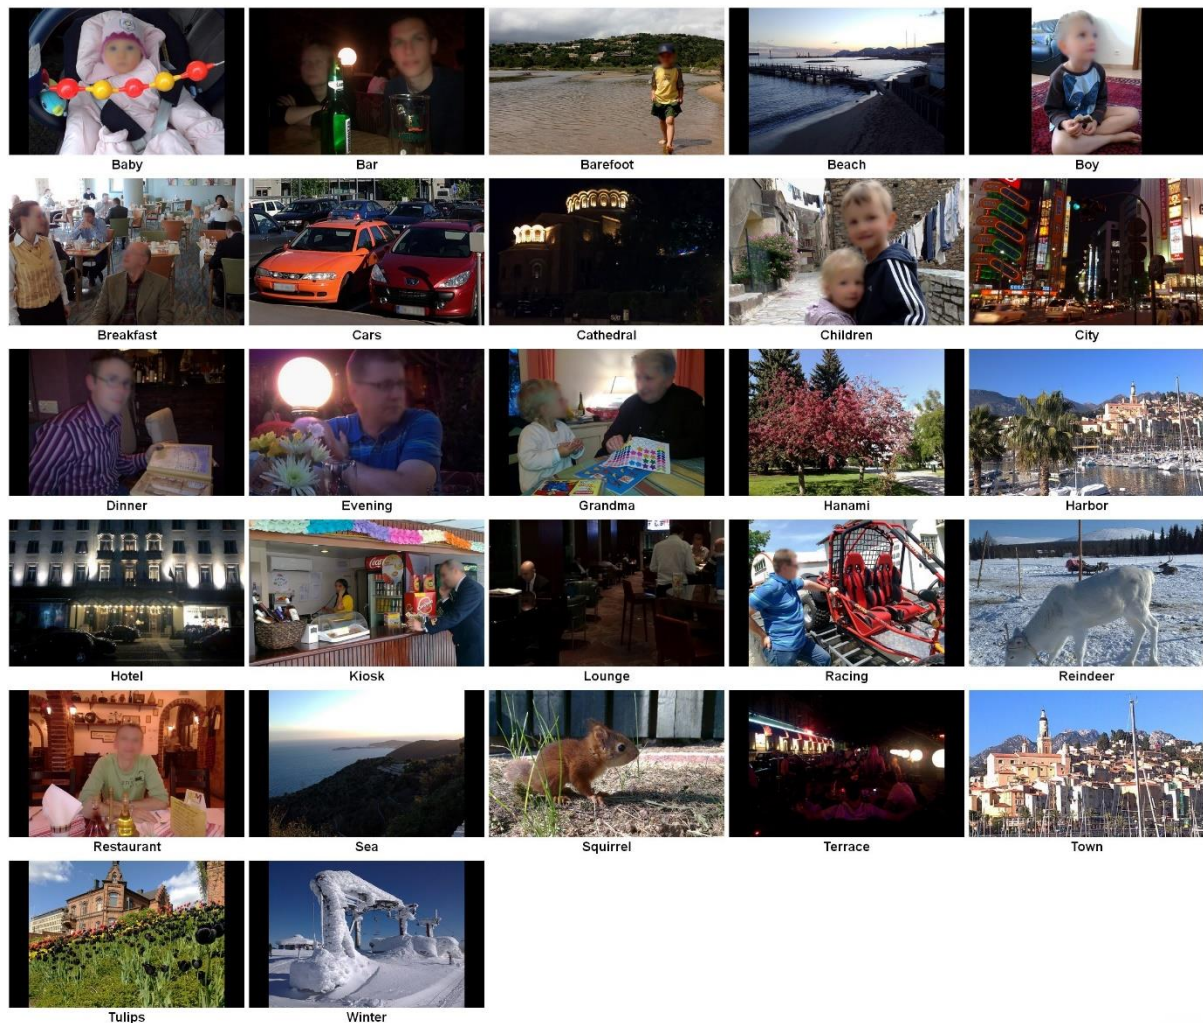 Baby Bar Barefoot Beach Boy
Breakfast Cars Cathedral Children City
Dinner Evening Grandma Hanami Harbor
Hotel Kiosk Lounge Racing Reindeer
Restaurant Sea Squirrel Terrace Town
Tulips Winter